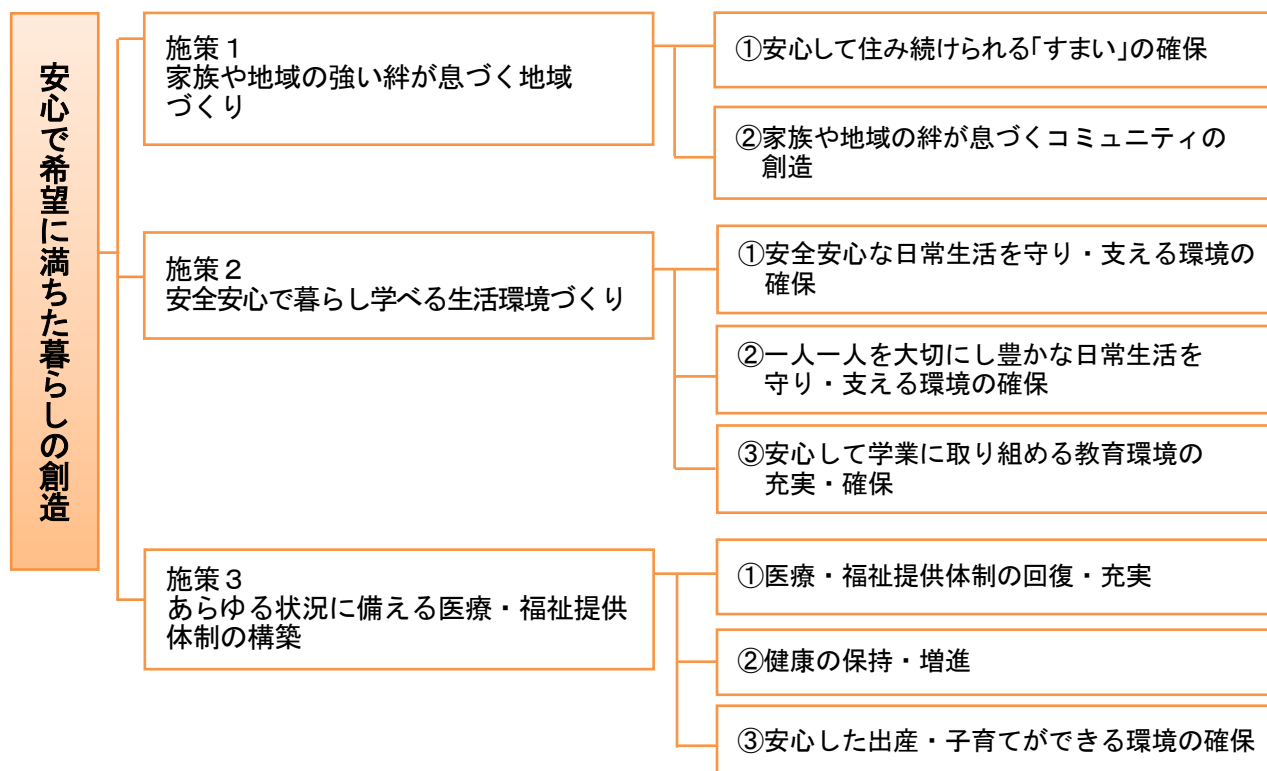 安心で希望に満ちた暮らしの創造
施策１
家族や地域の強い絆が息づく地域
づくり
①安心して住み続けられる｢すまい｣の確保
②家族や地域の絆が息づくコミュニティの
創造
施策２
安全安心で暮らし学べる生活環境づくり
①安全安心な日常生活を守り・支える環境の
確保
②一人一人を大切にし豊かな日常生活を
守り・支える環境の確保
③安心して学業に取り組める教育環境の
充実・確保
施策３
あらゆる状況に備える医療・福祉提供
体制の構築
①医療・福祉提供体制の回復・充実
②健康の保持・増進
③安心した出産・子育てができる環境の確保